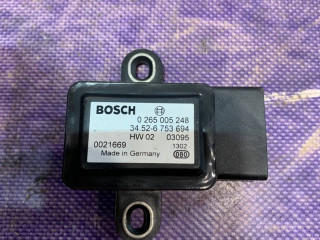 BOSCH
0 265 005 248
34.52-6 753 694
HW 02 03095
0021669 1302
Made in Germany 080